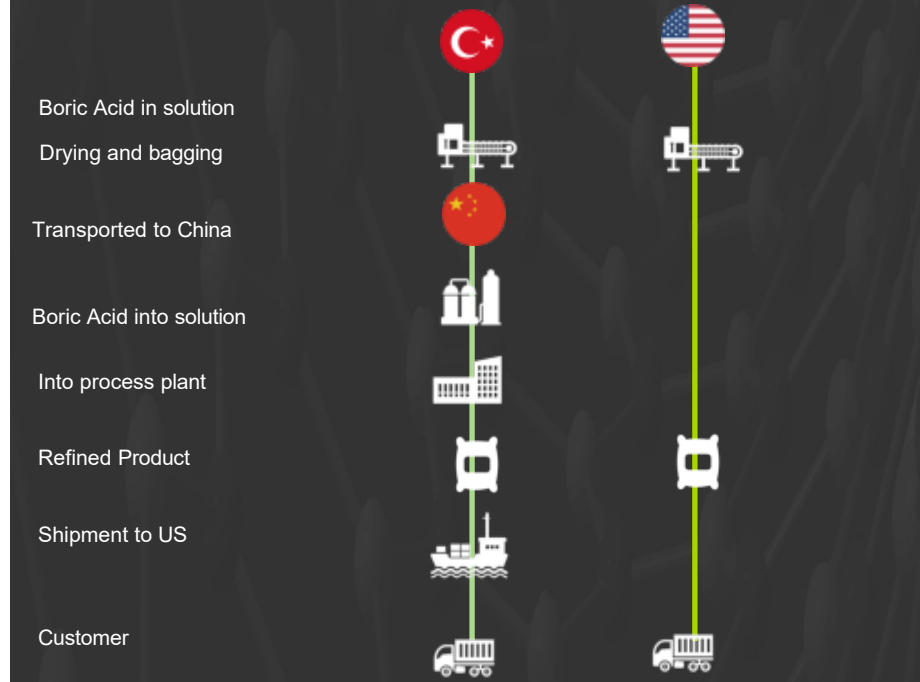 Boric Acid in solution
Drying and bagging
Transported to China
Boric Acid into solution
Into process plant
Refined Product
Shipment to US
Customer